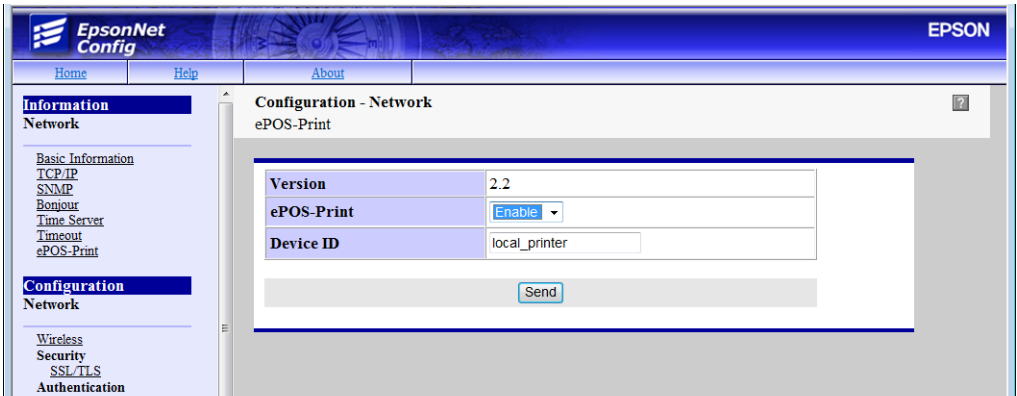 EpsonNet
Config
EPSON
Home Help About
Information
Network
Basic Information
TCP/IP
SNMP
Bonjour
Time Server
Timeout
ePOS-Print
Configuration
Network
Wireless
Security
SSL/TLS
Authentication
Configuration - Network
?
ePOS-Print
Version 2.2
ePOS-Print Enable
Device ID local_printer
Send